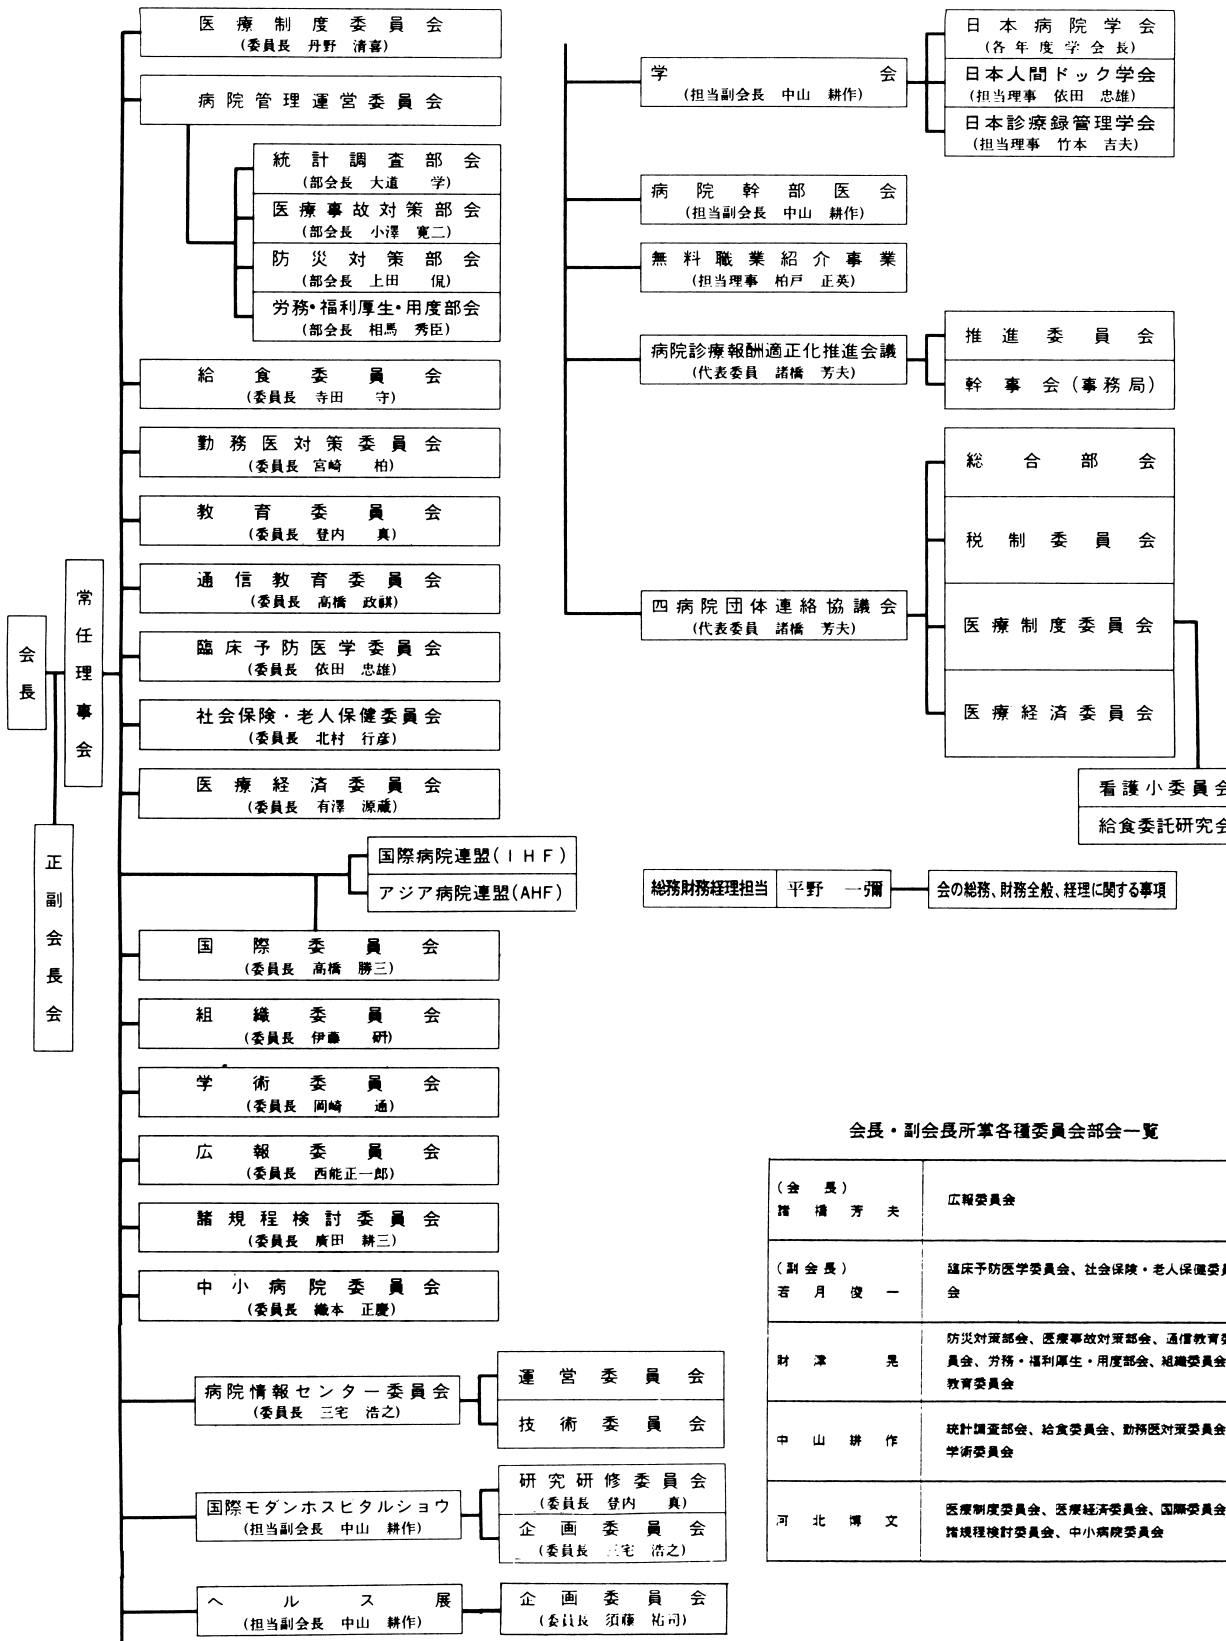 会長
常任理事会
正副会長会
医療制度委員会
(委員長 丹野 清喜)
病院管理運営委員会
統計調査部会
(部会長 大道 学)
医療事故対策部会
(部会長 小澤 寛二)
防災対策部会
(部会長 上田 侃)
労務・福利厚生・用度部会
(部会長 相馬 秀臣)
給食委員会
(委員長 寺田 守)
勤務医対策委員会
(委員長 宮崎 柏)
教育委員会
(委員長 登内 真)
通信教育委員会
(委員長 高橋 政祺)
臨床予防医学委員会
(委員長 依田 忠雄)
社会保険・老人保健委員会
(委員長 北村 行彦)
医療経済委員会
(委員長 有澤 源蔵)
国際病院連盟(IHF)
アジア病院連盟(AHF)
国際委員会
(委員長 高橋 勝三)
組織委員会
(委員長 伊藤 研)
学術委員会
(委員長 岡崎 通)
広報委員会
(委員長 西能正一郎)
諸規程検討委員会
(委員長 廣田 耕三)
中小病院委員会
(委員長 織本 正慶)
病院情報センター委員会
(委員長 三宅 浩之)
運営委員会
技術委員会
国際モダンホスピタルショウ
(担当副会長 中山 耕作)
研究研修委員会
(委員長 登内 真)
企画委員会
(委員長 三宅 浩之)
ヘルス展
(担当副会長 中山 耕作)
企画委員会
(委員長 須藤 祐司)
学会
(担当副会長 中山 耕作)
日本病院学会
(各年度学会長)
日本人間ドック学会
(担当理事 依田 忠雄)
日本診療録管理学会
(担当理事 竹本 吉夫)
病院幹部医会
(担当副会長 中山 耕作)
無料職業紹介事業
(担当理事 柏戸 正英)
病院診療報酬適正化推進会議
(代表委員 諸橋 芳夫)
推進委員会
幹事会(事務局)
四病院団体連絡協議会
(代表委員 諸橋 芳夫)
総合部会
税制委員会
医療制度委員会
医療経済委員会
看護小委員会
給食委託研究会
総務財務経理担当 平野 一彌 会の総務、財務全般、経理に関する事項
会長・副会長所掌各種委員会部会一覧
(会長)
諸橋芳夫
広報委員会
(副会長)
若月俊一
臨床予防医学委員会、社会保険・老人保健委員
会
財津 晃
防災対策部会、医療事故対策部会、通信教育委
員会、労務・福利厚生・用度部会、組織委員会
教育委員会
中山耕作
統計調査部会、給食委員会、勤務医対策委員会
学術委員会
河北博文
医療制度委員会、医療経済委員会、国際委員会
諸規程検討委員会、中小病院委員会